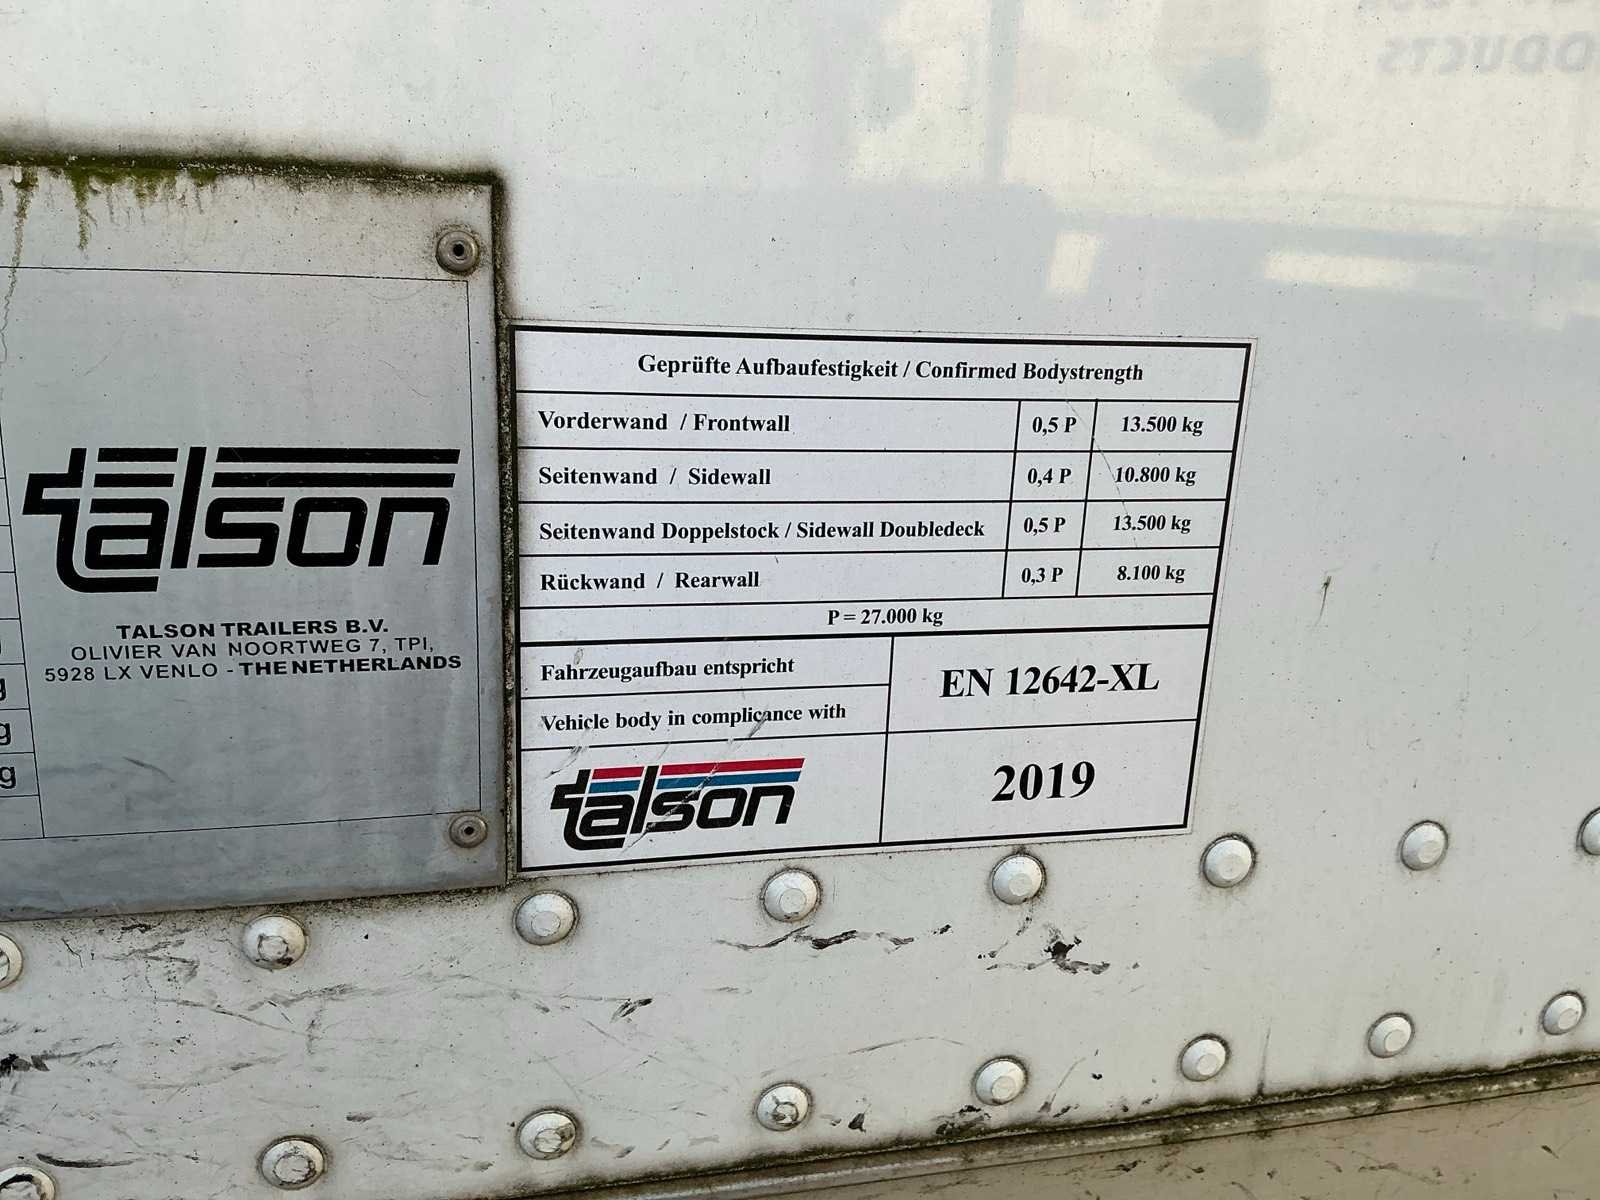 ODUCTS
talson
TALSON TRAILERS B.V.
OLIVIER VAN NOORTWEG 7, TPI,
5928 LX VENLO - THE NETHERLANDS
g
g
g
Geprüfte Aufbaufestigkeit / Confirmed Bodystrength
Vorderwand / Frontwall 0,5 P 13.500 kg
Seitenwand / Sidewall 0,4 P 10.800 kg
Seitenwand Doppelstock / Sidewall Doubledeck 0,5 P 13.500 kg
Rückwand / Rearwall 0,3 P 8.100 kg
P = 27.000 kg
Fahrzeugaufbau entspricht
Vehicle body in complicance with
EN 12642-XL
talson
2019